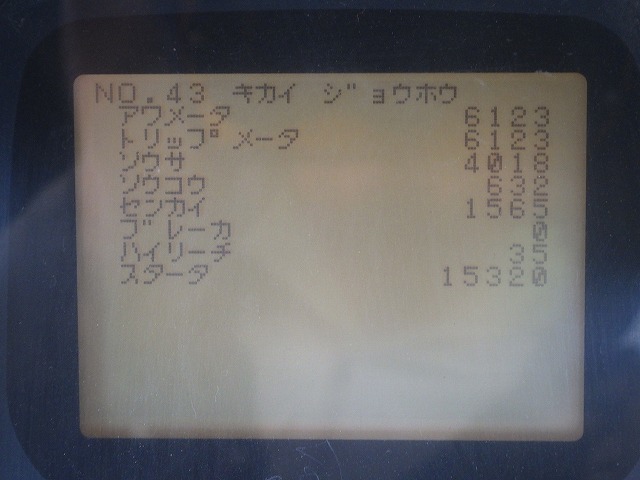 NO.43 キカイ ジョウホウ
アワメータ 6123
トリップメータ 6123
ソウサ 4018
ソウコウ 632
センカイ 1565
ブレーカ 0
ハイリーチ 35
スタータ 15320